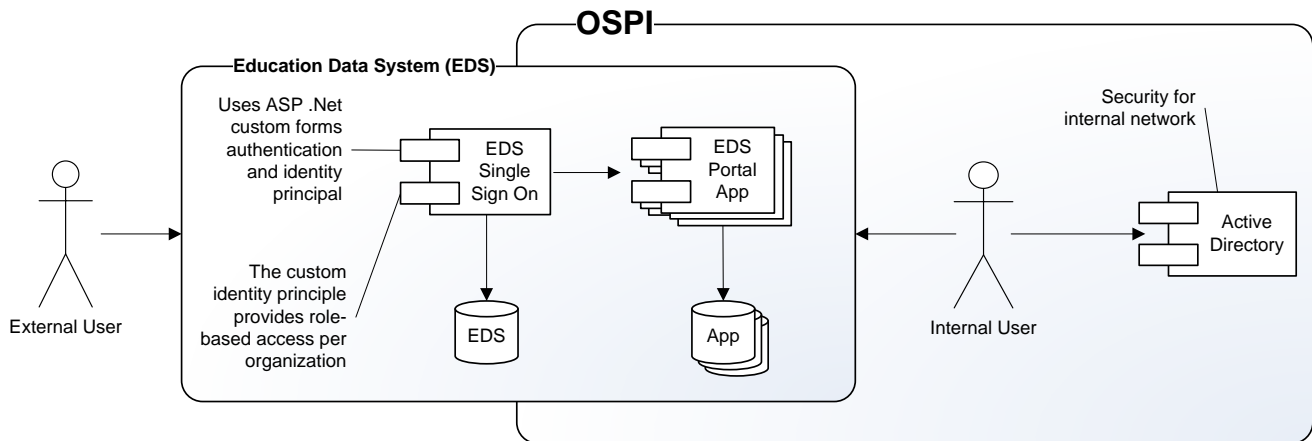 OSPI
Education Data System (EDS)
Uses ASP .Net
custom forms
authentication
and identity
principal
EDS
Single
Sign On
EDS
Portal
App
Security for
internal network
Active
Directory
External User
The custom
identity principle
provides role-
based access per
organization
EDS
App
Internal User